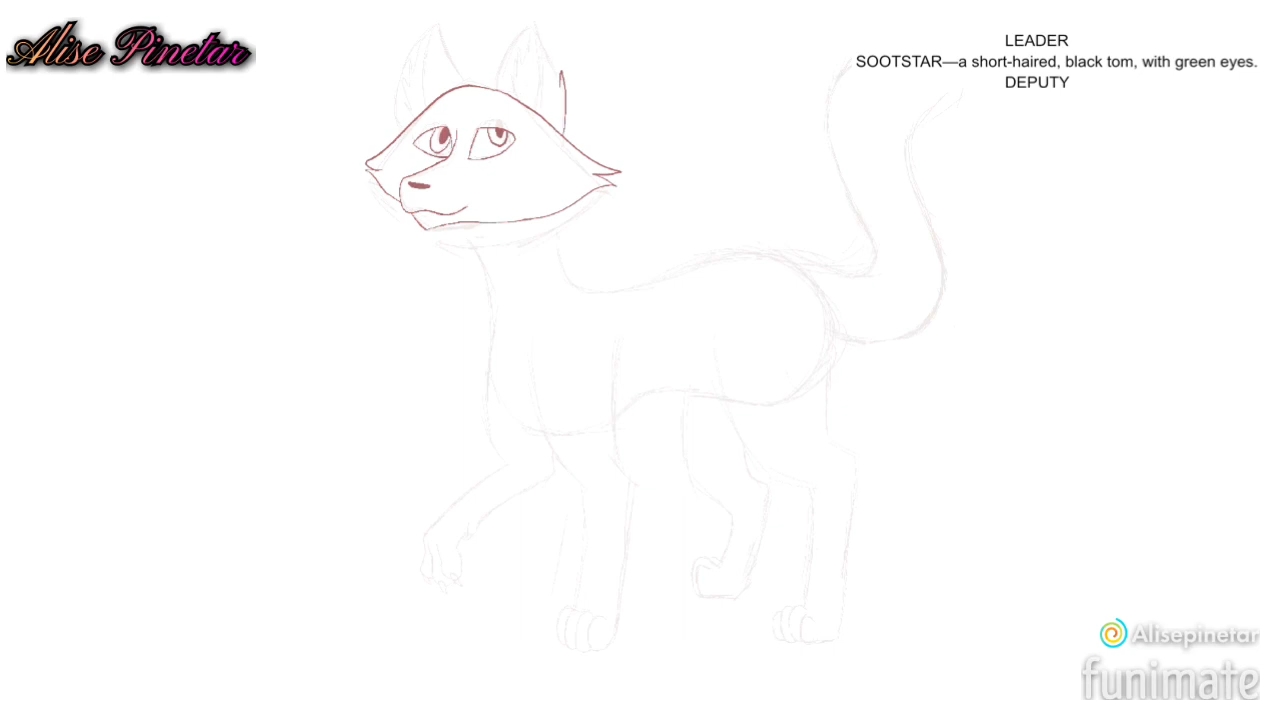 Alise Pinetar
LEADER
SOOTSTAR—a short-haired, black tom, with green eyes.
DEPUTY
Alisepinetar
funimate